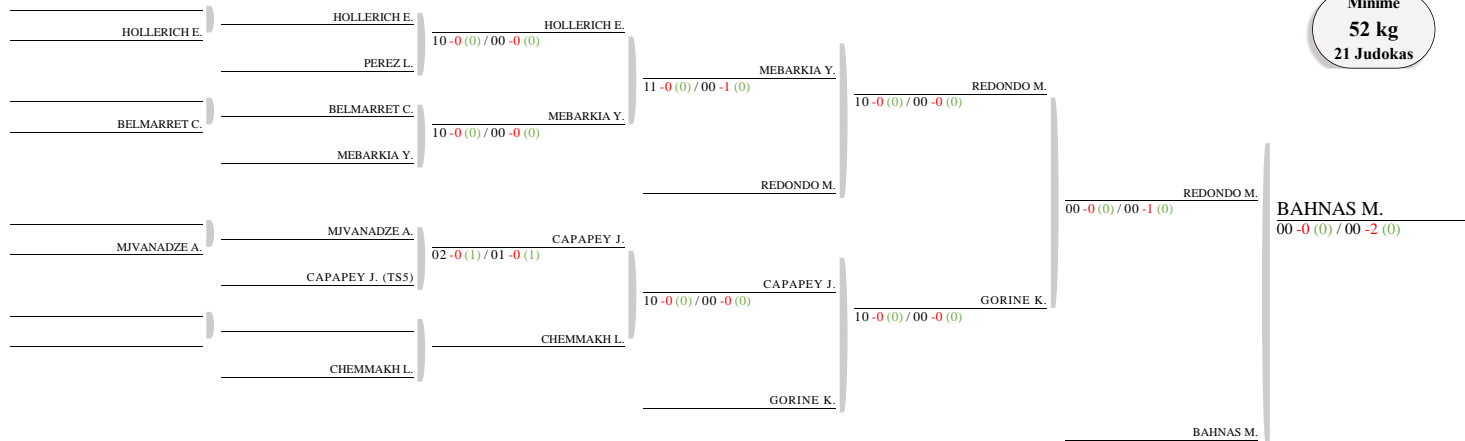 Minime
52 kg
21 Judokas
HOLLERICH E.
BELMARRET C.
MJVANADZE A.
HOLLERICH E.
PEREZ L.
BELMARRET C.
MEBARKIA Y.
MJVANADZE A.
CAPAPEY J. (TS5)
CHEMMAKH L.
HOLLERICH E.
10 -0 (0) / 00 -0 (0)
MEBARKIA Y.
10 -0 (0) / 00 -0 (0)
CAPAPEY J.
02 -0 (1) / 01 -0 (1)
CHEMMAKH L.
MEBARKIA Y.
11 -0 (0) / 00 -1 (0)
REDONDO M.
CAPAPEY J.
10 -0 (0) / 00 -0 (0)
GORINE K.
REDONDO M.
10 -0 (0) / 00 -0 (0)
GORINE K.
10 -0 (0) / 00 -0 (0)
REDONDO M.
00 -0 (0) / 00 -1 (0)
BAHNAS M.
BAHNAS M.
00 -0 (0) / 00 -2 (0)